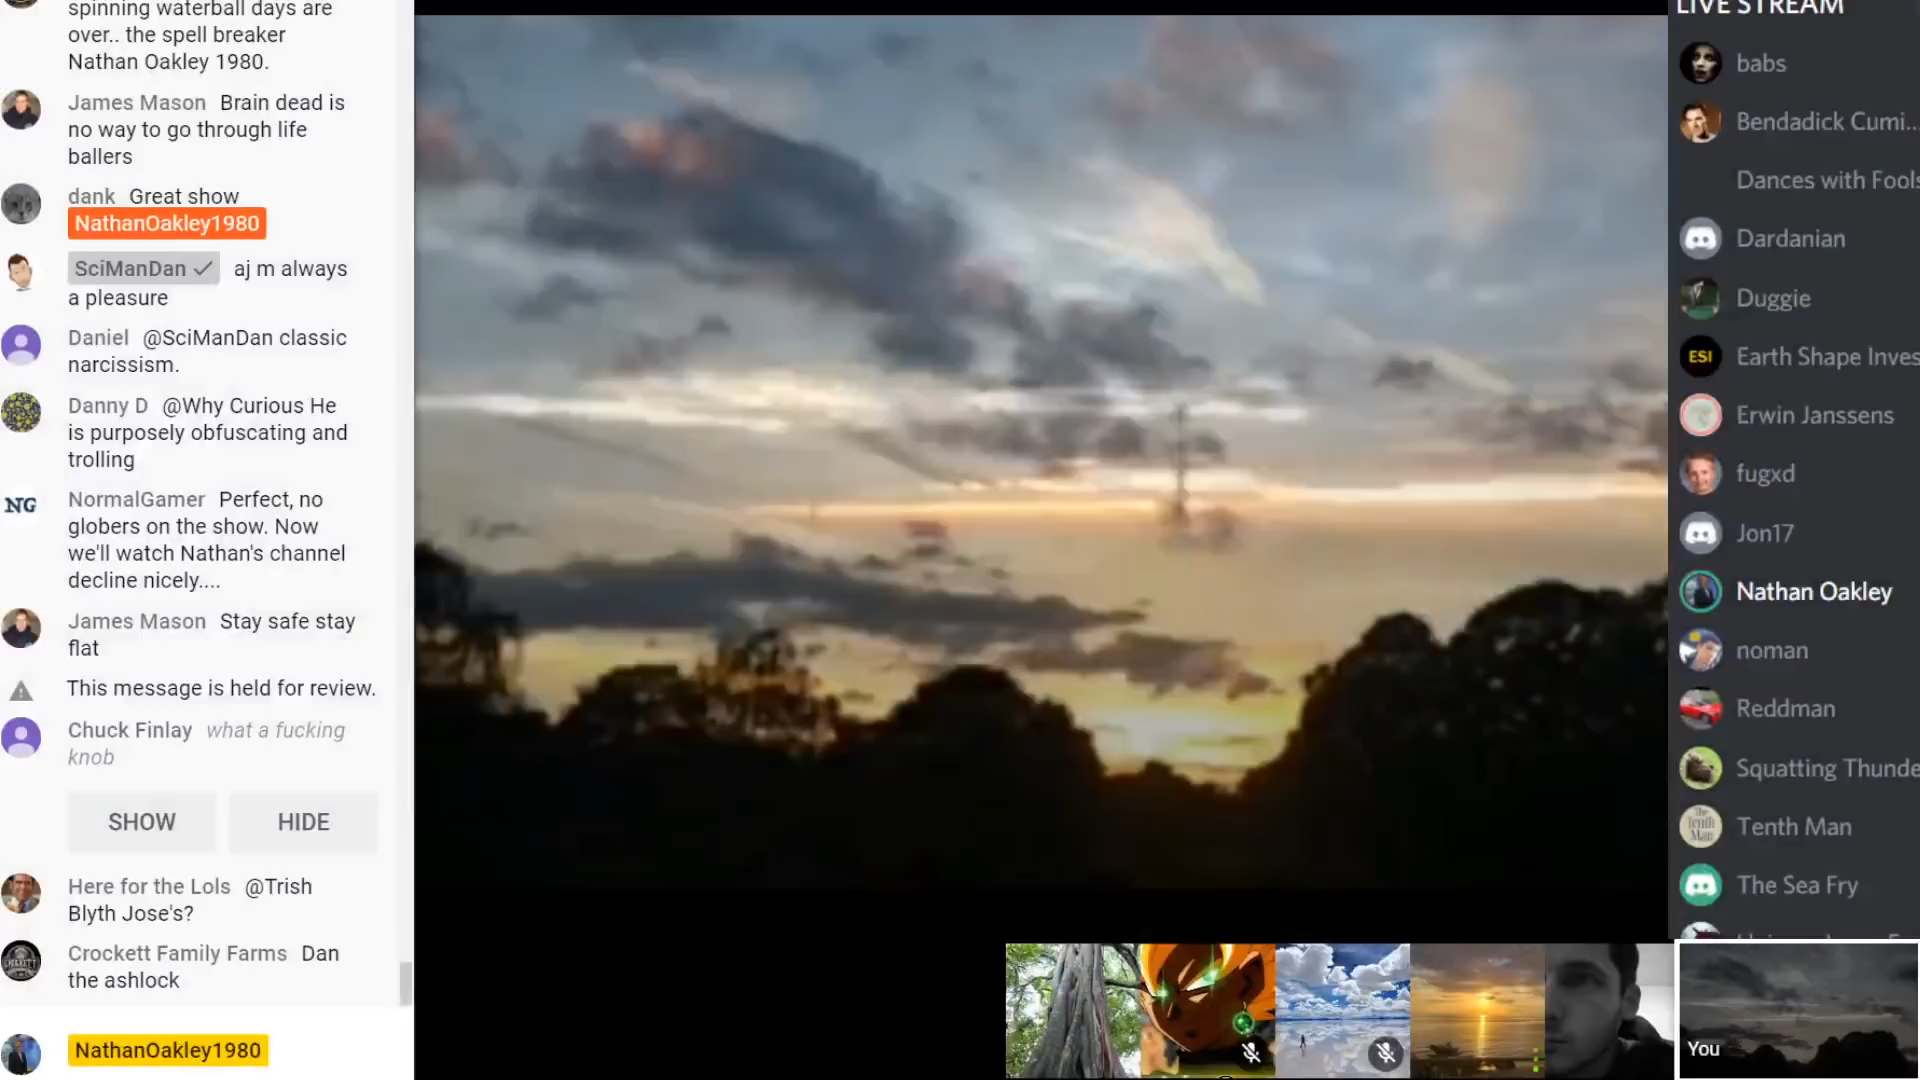 spinning waterball days are
over.. the spell breaker
Nathan Oakley 1980.
James Mason Brain dead is
no way to go through life
ballers
dank Great show
NathanOakley1980
SciManDan aj m always
a pleasure
Daniel @SciManDan classic
narcissism.
Danny D @Why Curious He
is purposely obfuscating and
trolling
NG
NormalGamer Perfect, no
globers on the show. Now
we'll watch Nathan's channel
decline nicely....
James Mason Stay safe stay
flat
This message is held for review.
Chuck Finlay what a fucking
knob
SHOW HIDE
Here for the Lols @Trish
Blyth Jose's?
Crockett Family Farms Dan
the ashlock
NathanOakley1980
LIVE STREAM
babs
Bendadick Cumi...
Dances with Fools
Dardanian
Duggie
ESI
Earth Shape Inves
Erwin Janssens
fugxd
Jon17
Nathan Oakley
noman
Reddman
Squatting Thunde
The
Tenth
Man
Tenth Man
The Sea Fry
You